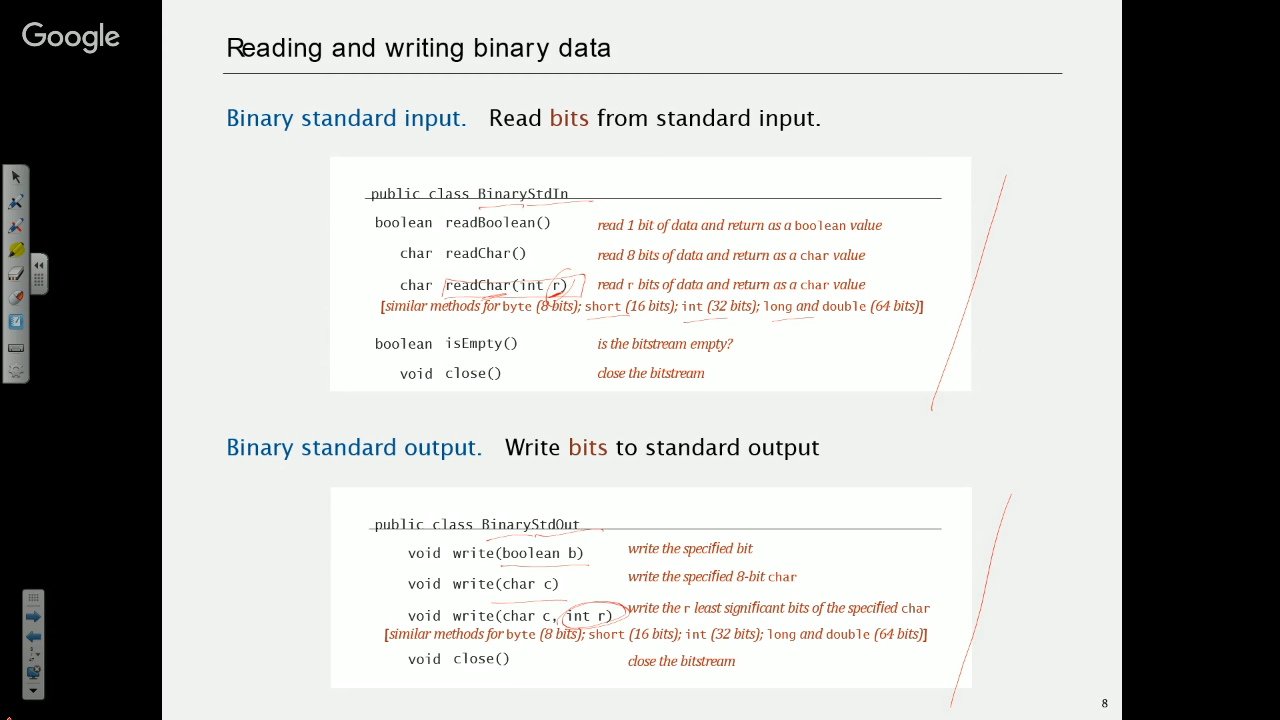 Google
Reading and writing binary data
Binary standard input. Read bits from standard input.
public class BinaryStdIn
boolean readBoolean() read 1 bit of data and return as a boolean value
char readChar() read 8 bits of data and return as a char value
char readChar(int r) read r bits of data and return as a char value
[similar methods for byte (8 bits); short (16 bits); int (32 bits); long and double (64 bits)]
boolean isEmpty() is the bitstream empty?
void close() close the bitstream
Binary standard output. Write bits to standard output
public class BinaryStdOut
void write(boolean b) write the specified bit
void write(char c) write the specified 8-bit char
void write(char c, int r) write the r least significant bits of the specified char
[similar methods for byte (8 bits); short (16 bits); int (32 bits); long and double (64 bits)]
void close() close the bitstream
8